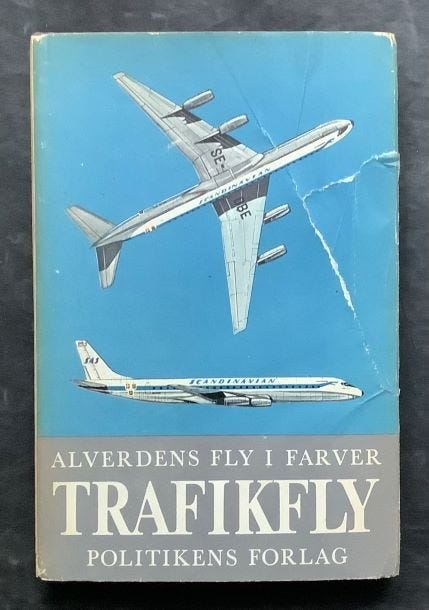 SE-
DBE
SCANDINAVIAN
SAS
SCANDINAVIAN
ALVERDENS FLY I FARVER
TRAFIKFLY
POLITIKENS FORLAG